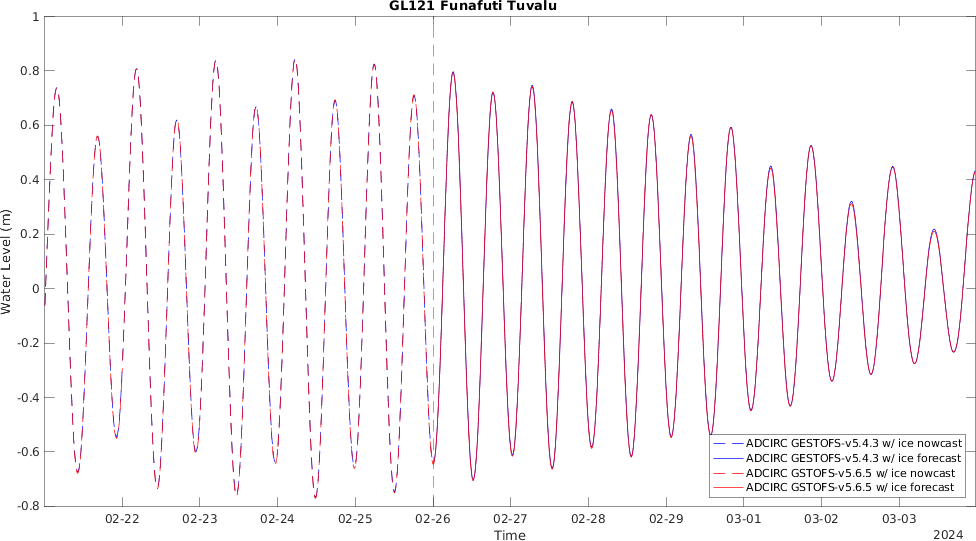 GL121 Funafuti Tuvalu
1
0.8
0.6
0.4
0.2
0
-0.2
-0.4
-0.6
-0.8
Water Level (m)
ADCIRC GESTOFS-v5.4.3 w/ ice nowcast
ADCIRC GESTOFS-v5.4.3 w/ ice forecast
ADCIRC GSTOFS-v5.6.5 w/ ice nowcast
ADCIRC GSTOFS-v5.6.5 w/ ice forecast
02-22 02-23 02-24 02-25 02-26 02-27 02-28 02-29 03-01 03-02 03-03
Time
2024